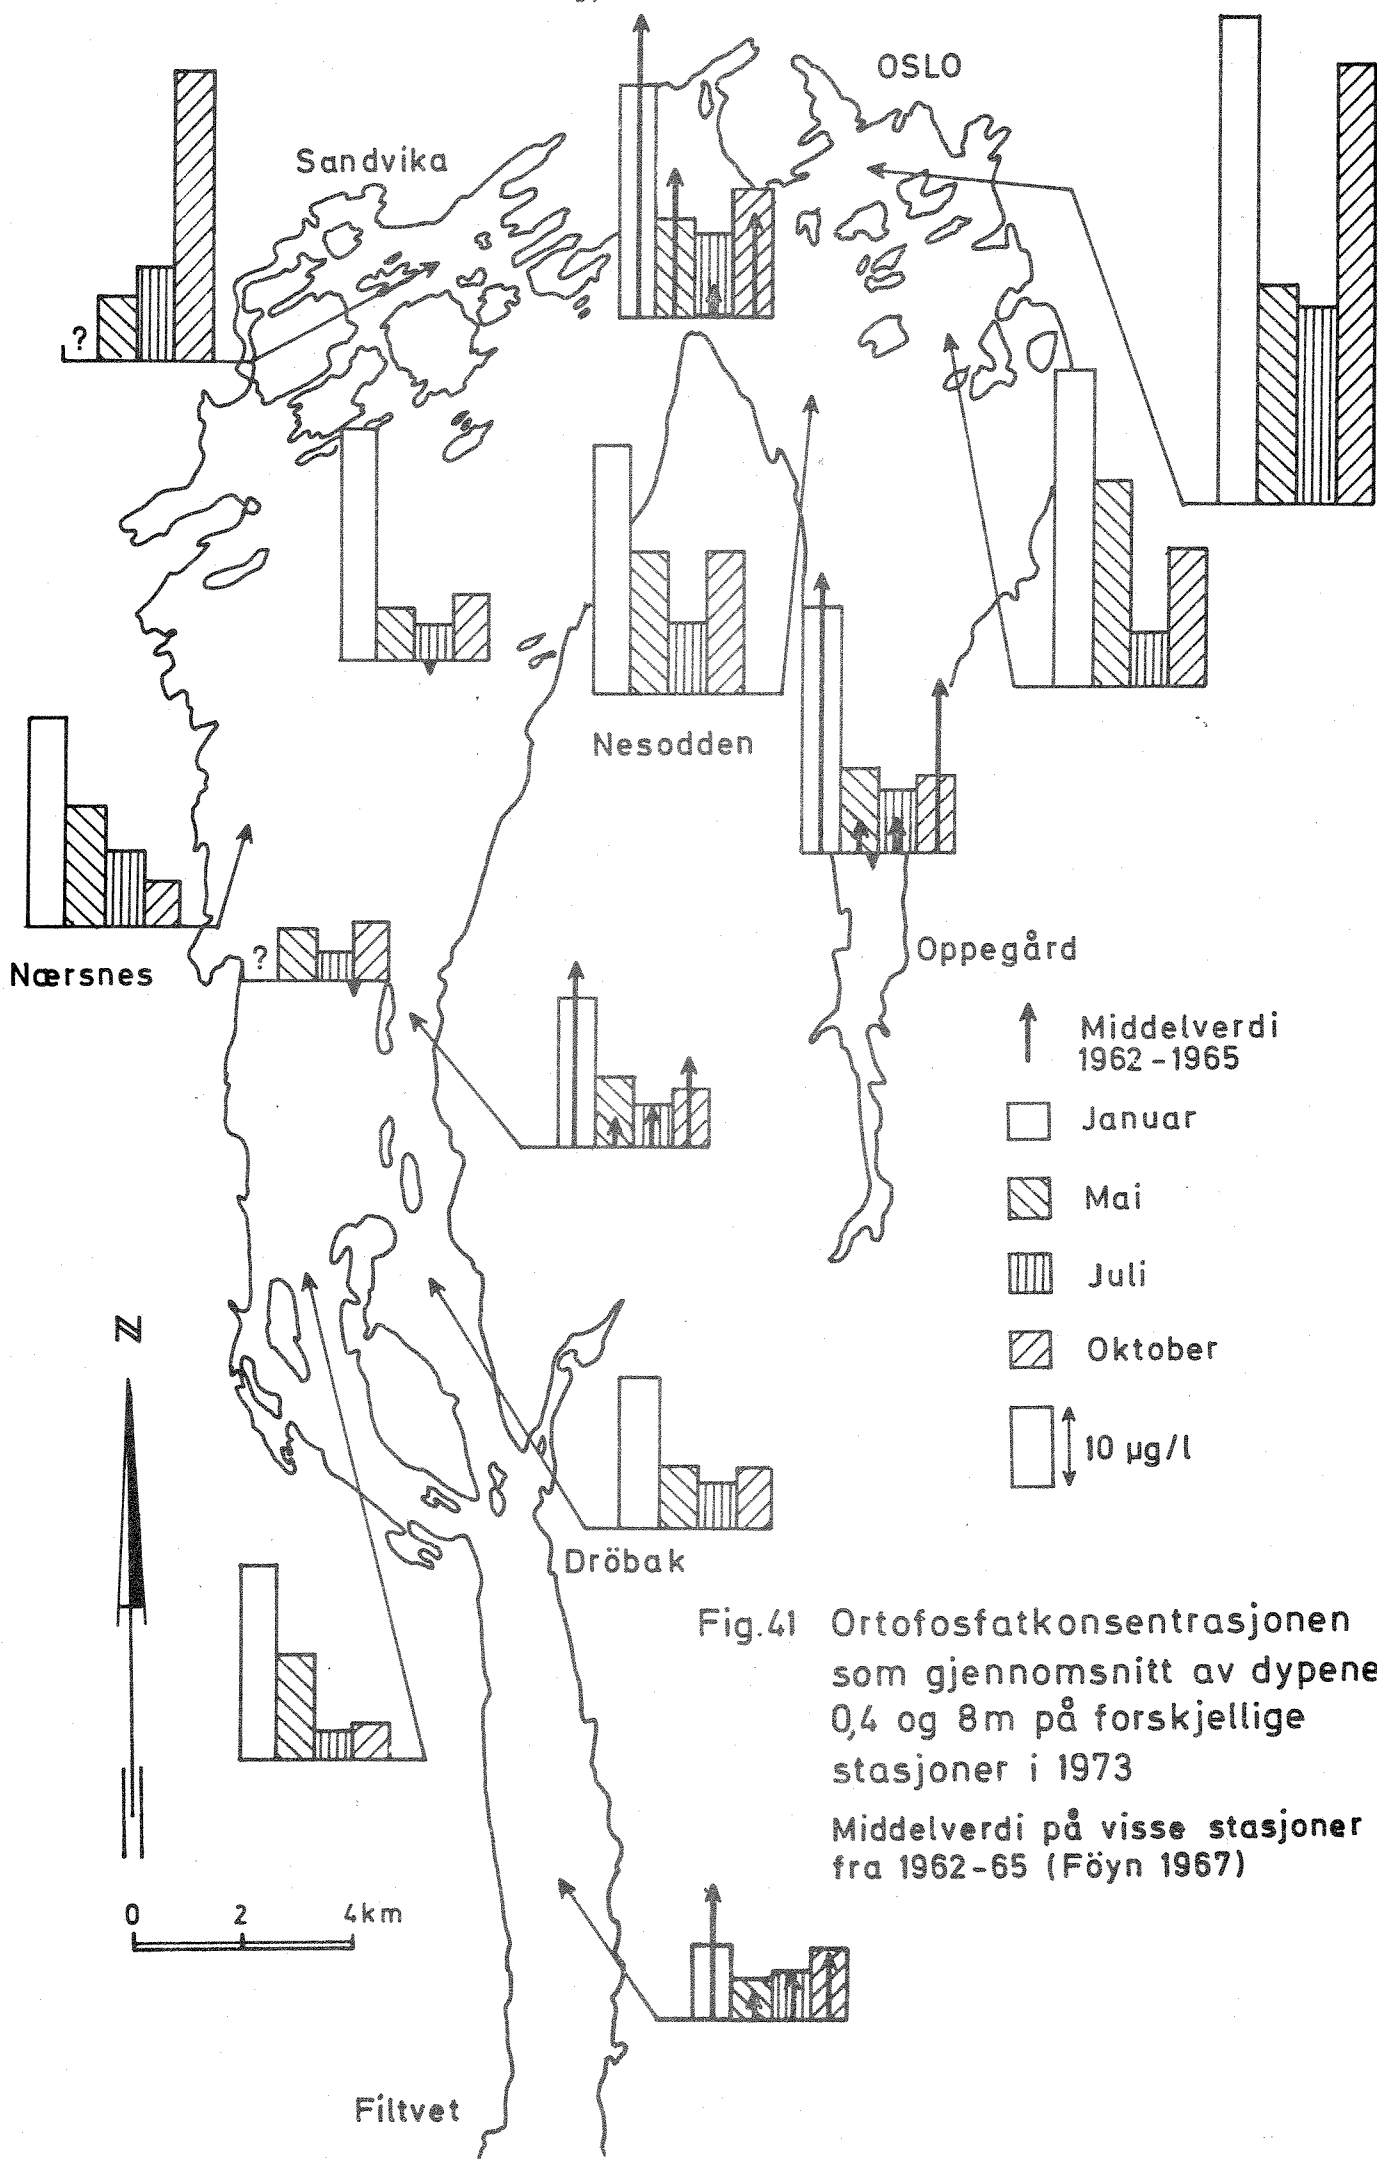 OSLO
Sandvika
?
Nesodden
Oppegård
?
Nærsnes
Middelverdi
1962-1965
Januar
Mai
Juli
Oktober
10 µg/l
N
Dröbak
Fig.41 Ortofosfatkonsentrasjonen
som gjennomsnitt av dypene
0,4 og 8m på forskjellige
stasjoner i 1973
Middelverdi på visse stasjoner
fra 1962-65 (Föyn 1967)
0 2 4km
Filtvet